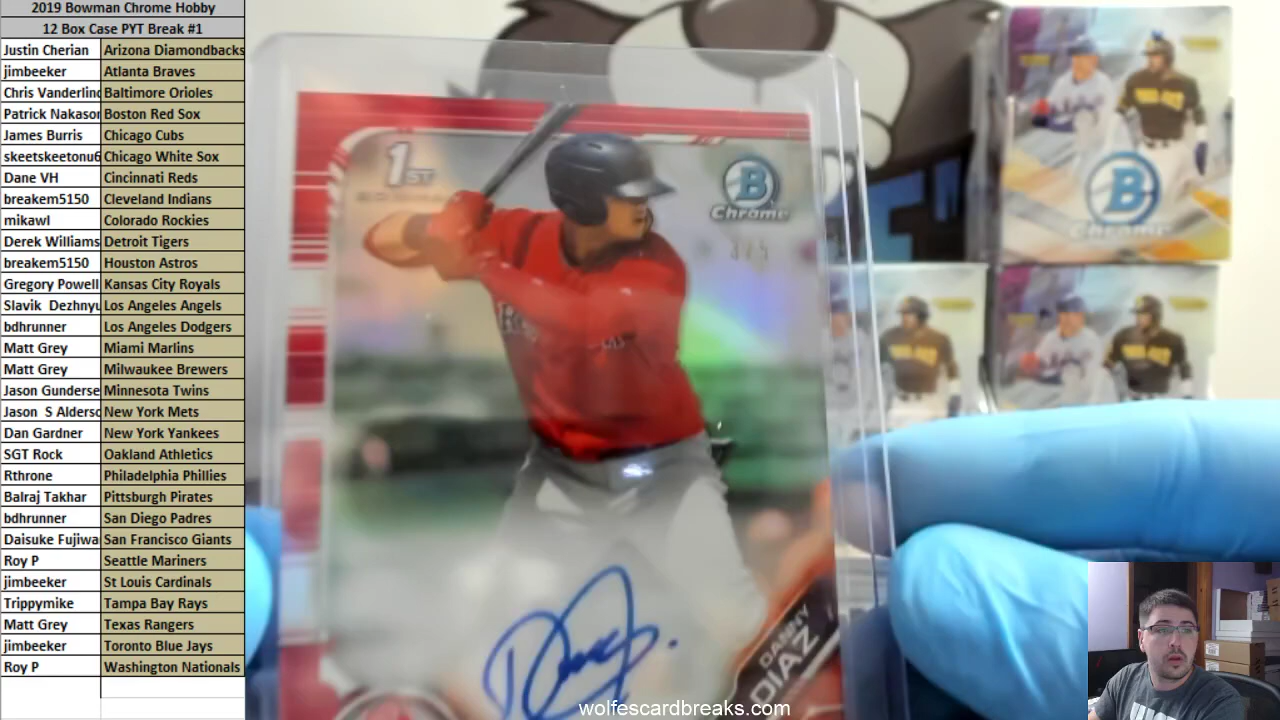 2019 Bowman Chrome Hobby
12 Box Case PYT Break #1
Justin Cherian Arizona Diamondbacks
jimbeeker Atlanta Braves
Chris Vanderlind Baltimore Orioles
Patrick Nakasor Boston Red Sox
James Burris Chicago Cubs
skeetskeetonu6 Chicago White Sox
Dane VH Cincinnati Reds
breakem5150 Cleveland Indians
mikawl Colorado Rockies
Derek Williams Detroit Tigers
breakem5150 Houston Astros
Gregory Powell Kansas City Royals
Slavik Dezhnyu Los Angeles Angels
bdhrunner Los Angeles Dodgers
Matt Grey Miami Marlins
Matt Grey Milwaukee Brewers
Jason Gunderse Minnesota Twins
Jason S Alderso New York Mets
Dan Gardner New York Yankees
SGT Rock Oakland Athletics
Rthrone Philadelphia Phillies
Balraj Takhar Pittsburgh Pirates
bdhrunner San Diego Padres
Daisuke Fujiwa San Francisco Giants
Roy P Seattle Mariners
jimbeeker St Louis Cardinals
Trippymike Tampa Bay Rays
Matt Grey Texas Rangers
jimbeeker Toronto Blue Jays
Roy P Washington Nationals
1ST
B
Chrome
DANNY
DIAZ
B
Chrome
wolfescardbreaks.com